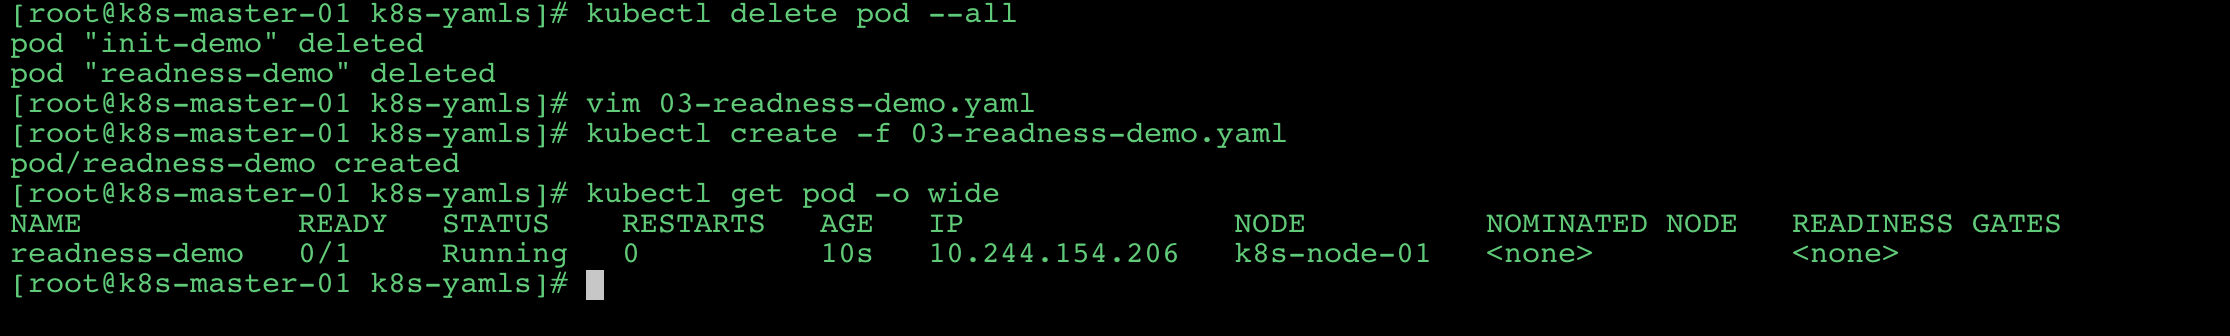 [root@k8s-master-01 k8s-yamls]# kubectl delete pod --all
pod "init-demo" deleted
pod "readness-demo" deleted
[root@k8s-master-01 k8s-yamls]# vim 03-readness-demo.yaml
[root@k8s-master-01 k8s-yamls]# kubectl create -f 03-readness-demo.yaml
pod/readness-demo created
[root@k8s-master-01 k8s-yamls]# kubectl get pod -o wide
NAME            READY   STATUS    RESTARTS   AGE   IP               NODE          NOMINATED NODE   READINESS GATES
readness-demo   0/1     Running   0          10s   10.244.154.206   k8s-node-01   <none>           <none>
[root@k8s-master-01 k8s-yamls]#